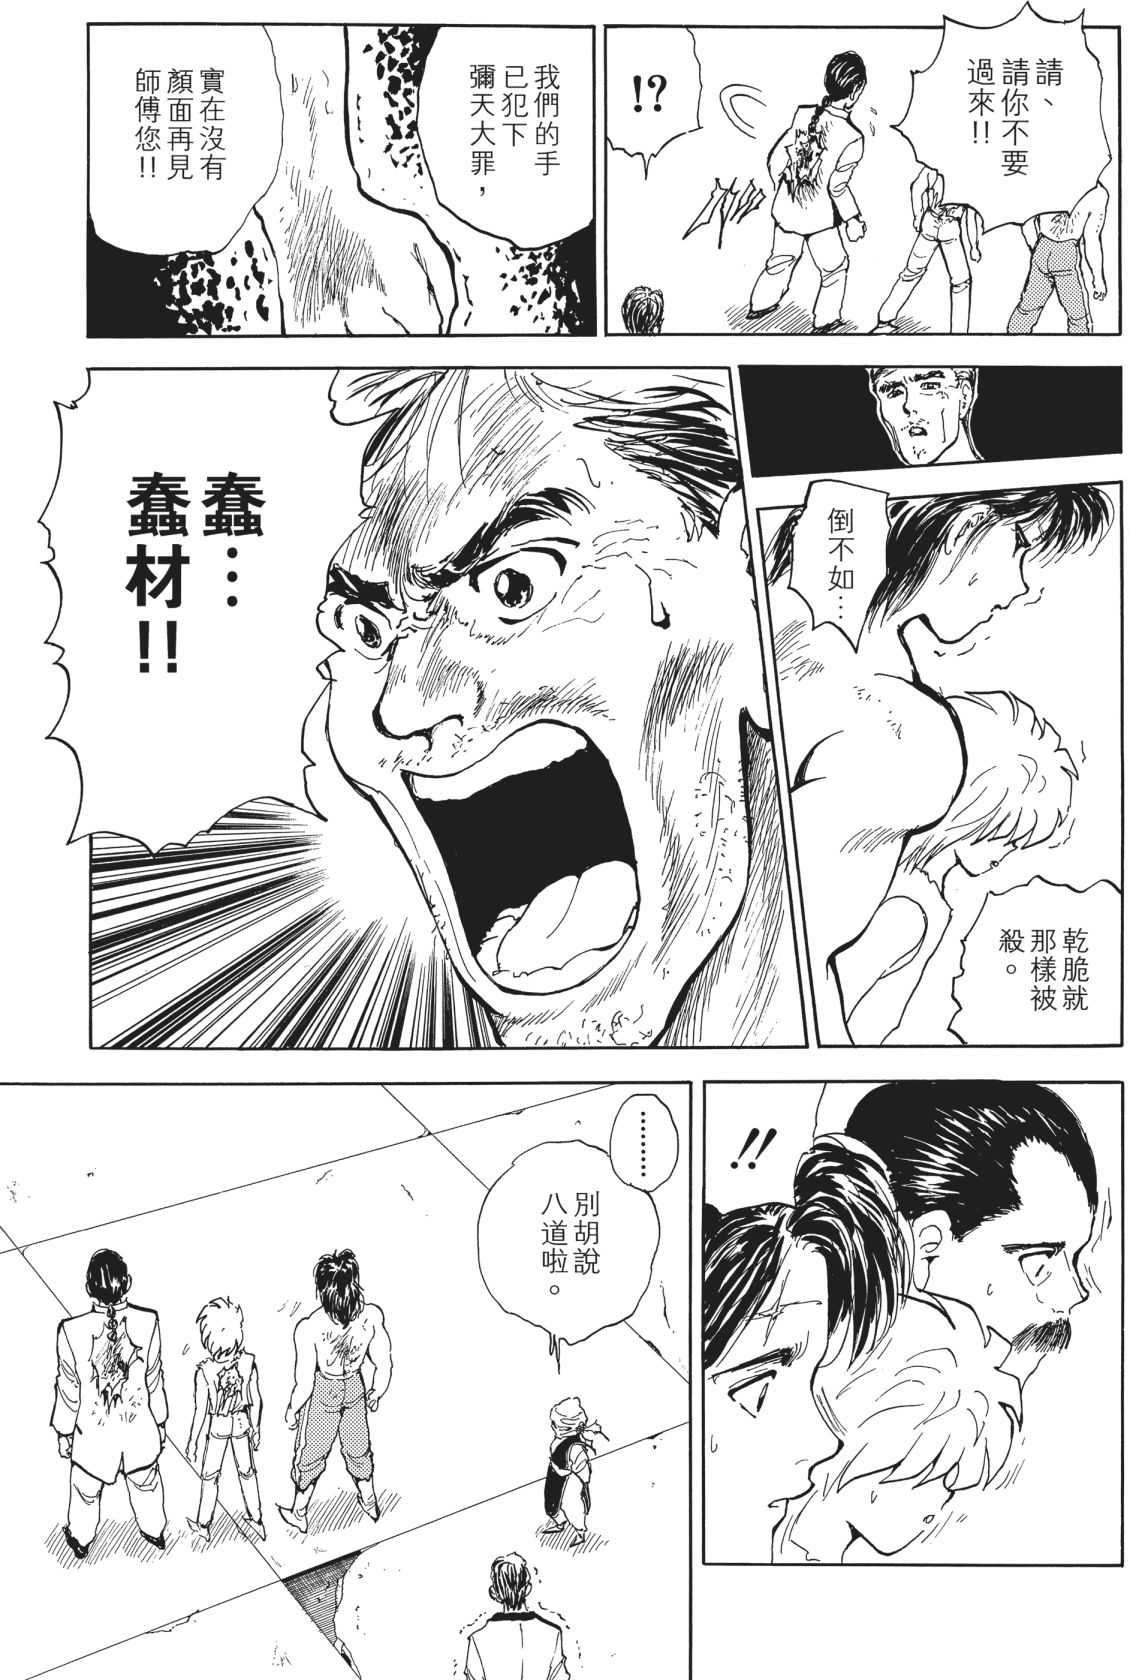 請、
請你不要
過來!!
!?
我們的手
已犯下
彌天大罪，
實在沒有
顏面再見
師傅您!!
倒不如…
乾脆就
那樣被
殺。
蠢…
蠢材!!
!!
………
別胡說
八道啦。